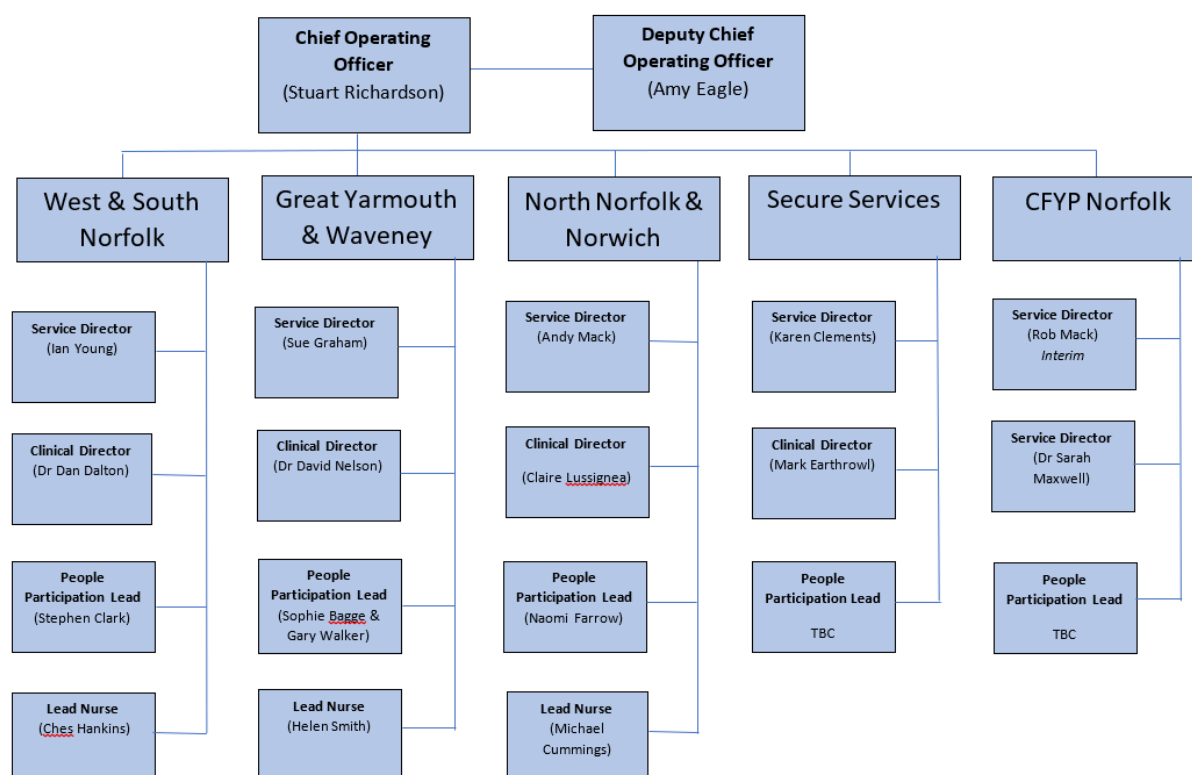 Chief Operating
Officer
(Stuart Richardson)
Deputy Chief
Operating Officer
(Amy Eagle)
West & South
Norfolk
Great Yarmouth
& Waveney
North Norfolk &
Norwich
Secure Services
CFYP Norfolk
Service Director
(Ian Young)
Service Director
(Sue Graham)
Service Director
(Andy Mack)
Service Director
(Karen Clements)
Service Director
(Rob Mack)
Interim
Clinical Director
(Dr Dan Dalton)
Clinical Director
(Dr David Nelson)
Clinical Director
(Claire Lussignea)
Clinical Director
(Mark Earthrowl)
Service Director
(Dr Sarah
Maxwell)
People
Participation Lead
(Stephen Clark)
People
Participation Lead
(Sophie Bagge &
Gary Walker)
People
Participation Lead
(Naomi Farrow)
People
Participation Lead
TBC
People
Participation Lead
TBC
Lead Nurse
(Ches Hankins)
Lead Nurse
(Helen Smith)
Lead Nurse
(Michael
Cummings)